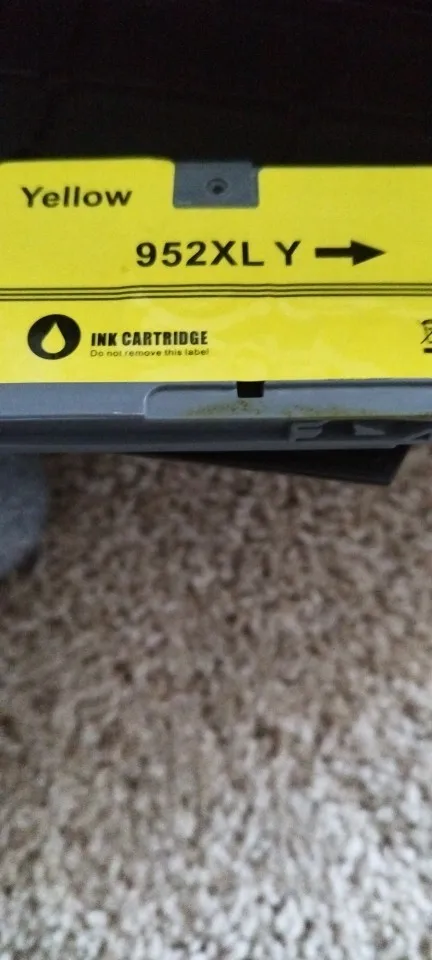 Yellow
952XL Y
INK CARTRIDGE
Do not remove this label